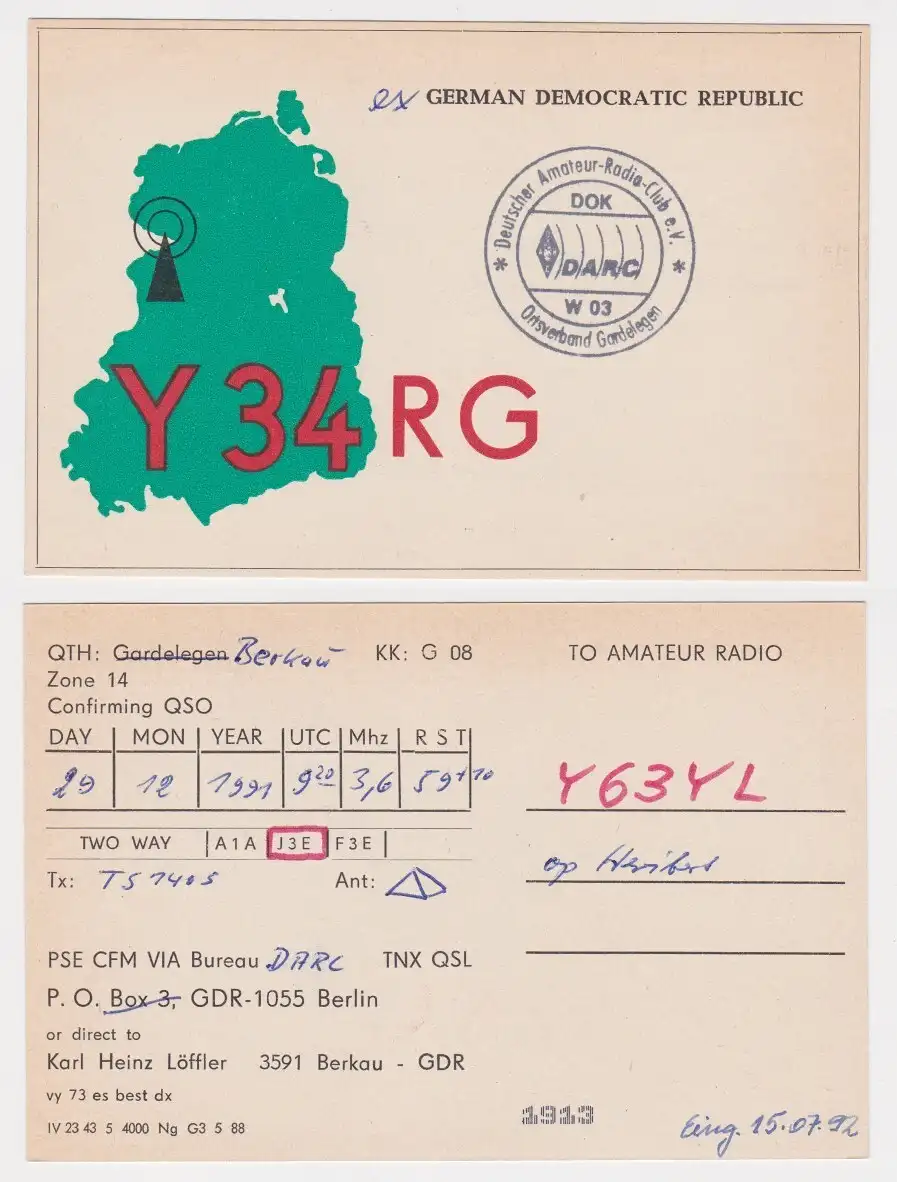 ex GERMAN DEMOCRATIC REPUBLIC
* Deutscher Amateur-Radio-Club e.V. *
DOK
DARC
W 03
Ortsverband Gardelegen
Y34RG
QTH: Gardelegen Berkau KK: G 08
TO AMATEUR RADIO
Zone 14
Confirming QSO
DAY MON YEAR UTC Mhz R S T
29 12 1991 9²⁰ 3,6 59+10
Y63YL
TWO WAY A1A J3E F3E
op Heribert
Tx: TS 140S Ant:
PSE CFM VIA Bureau DARC TNX QSL
P. O. Box 3, GDR-1055 Berlin
or direct to
Karl Heinz Löffler 3591 Berkau - GDR
vy 73 es best dx
IV 23 43 5 4000 Ng G3 5 88
1913
Eing. 15.07.92